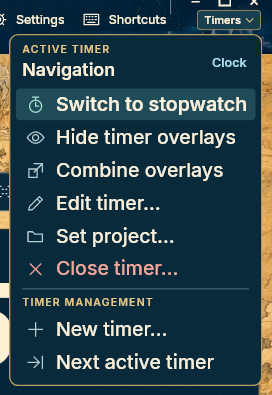 Settings
Shortcuts
Timers
ACTIVE TIMER
Navigation
Clock
Switch to stopwatch
Hide timer overlays
Combine overlays
Edit timer...
Set project...
Close timer...
TIMER MANAGEMENT
New timer...
Next active timer